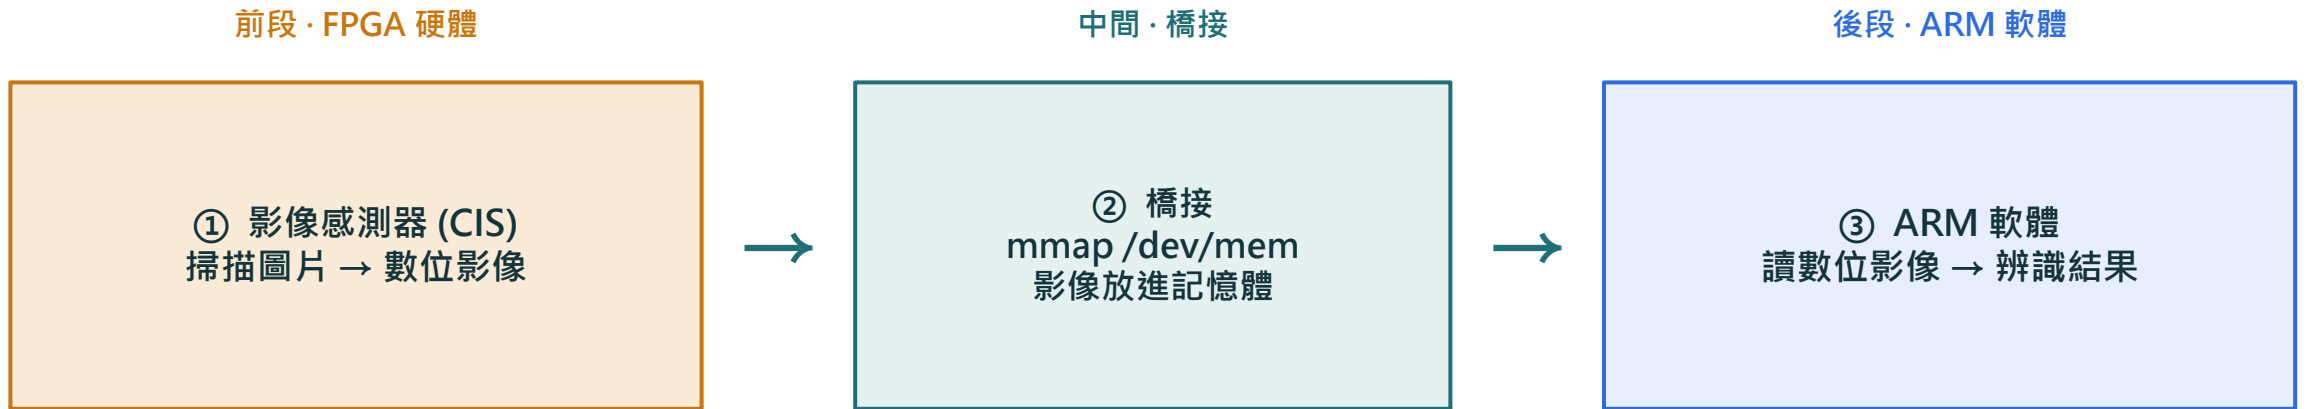 前段 · FPGA 硬體
中間 · 橋接
後段 · ARM 軟體
① 影像感測器 (CIS)
掃描圖片 → 數位影像
→
② 橋接
mmap /dev/mem
影像放進記憶體
→
③ ARM 軟體
讀數位影像 → 辨識結果